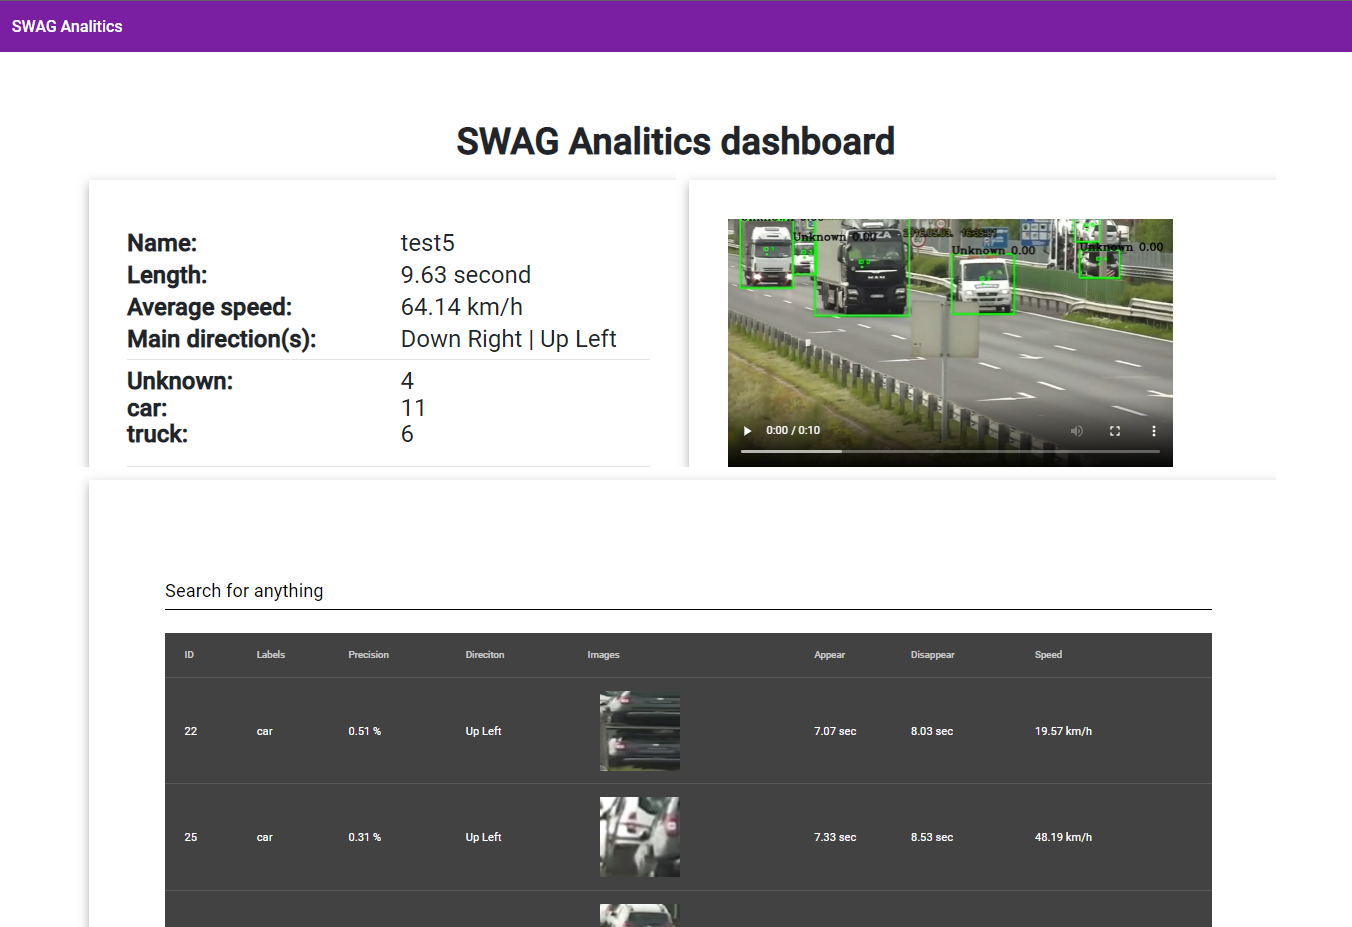 SWAG Analitics
SWAG Analitics dashboard
Name: test5
Length: 9.63 second
Average speed: 64.14 km/h
Main direction(s): Down Right | Up Left
Unknown: 4
car: 11
truck: 6
Unknown 0.00
Unknown 0.00
Unknown 0.00
MAN
0:00 / 0:10
Search for anything
ID Labels Precision Direciton Images Appear Disappear Speed
22 car 0.51 % Up Left 7.07 sec 8.03 sec 19.57 km/h
25 car 0.31 % Up Left 7.33 sec 8.53 sec 48.19 km/h